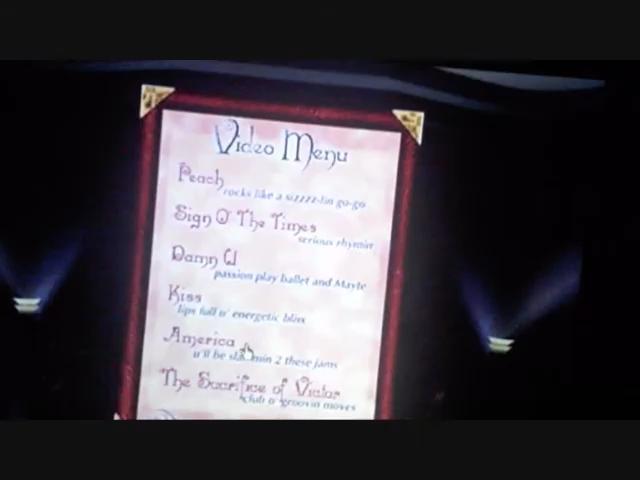 Video Menu
Peach
rocks like a sizzzz-lin go-go
Sign O' The Times
serious rhymin'
Damn U
passion play ballet and Mayte
Kiss
lips full o' energetic bliss
America
u'll be min 2 these jams
The Sacrifice of Victor
club o' groovin moves